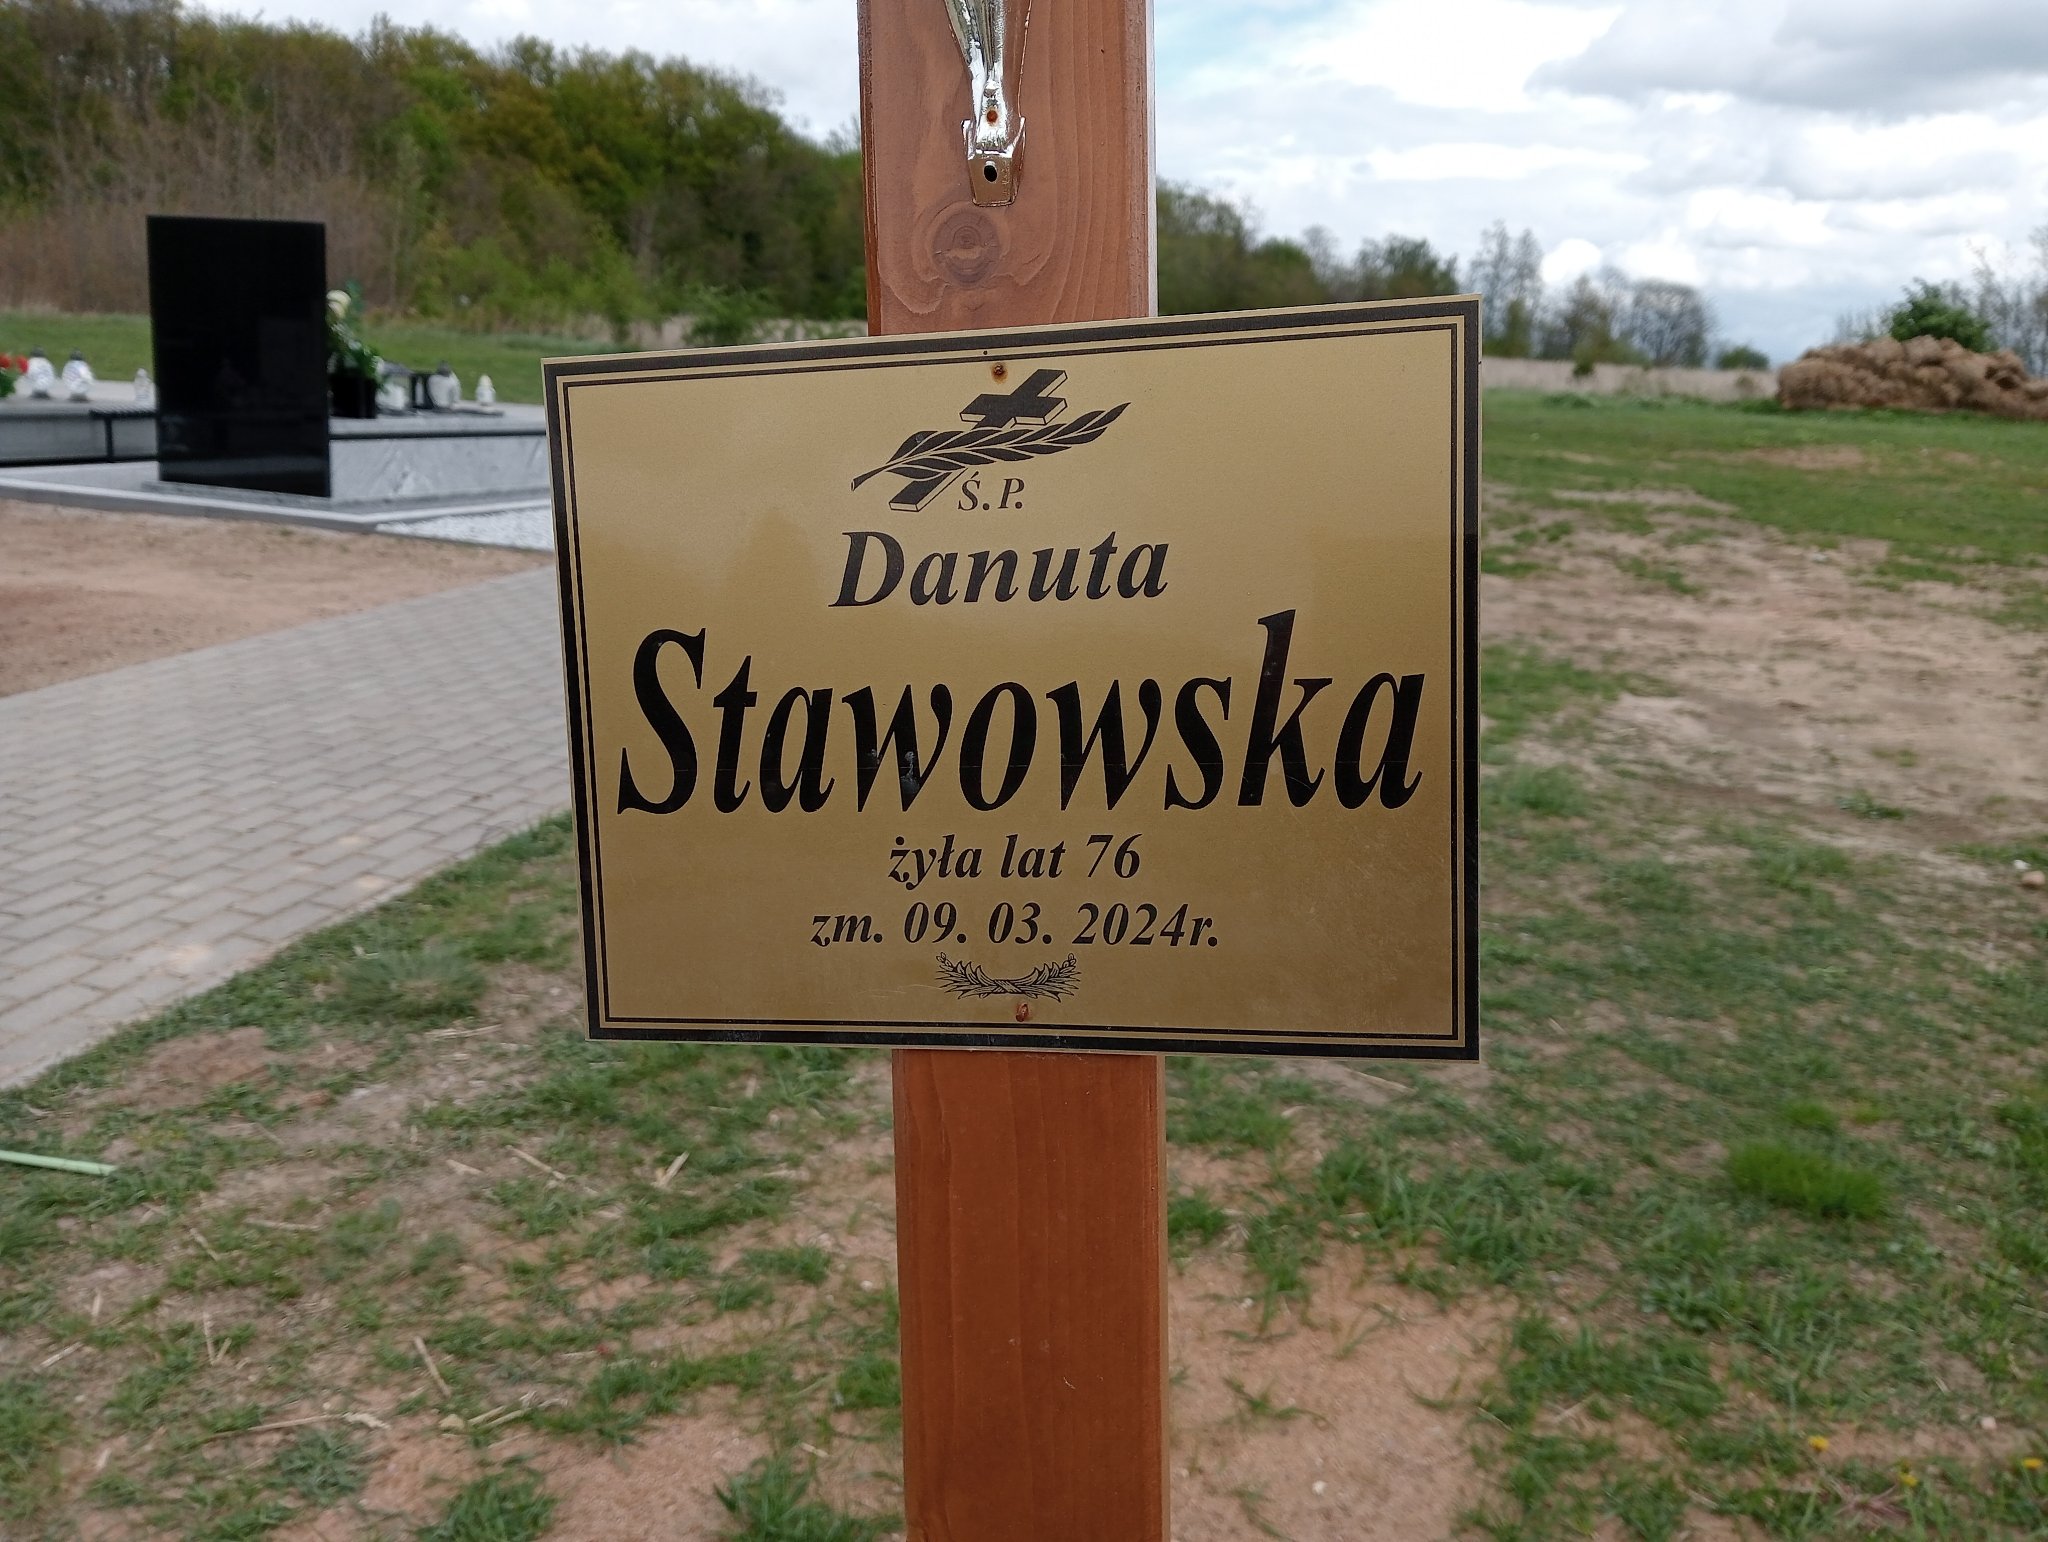 Ś.P.
Danuta
Stawowska
żyła lat 76
zm. 09. 03. 2024r.